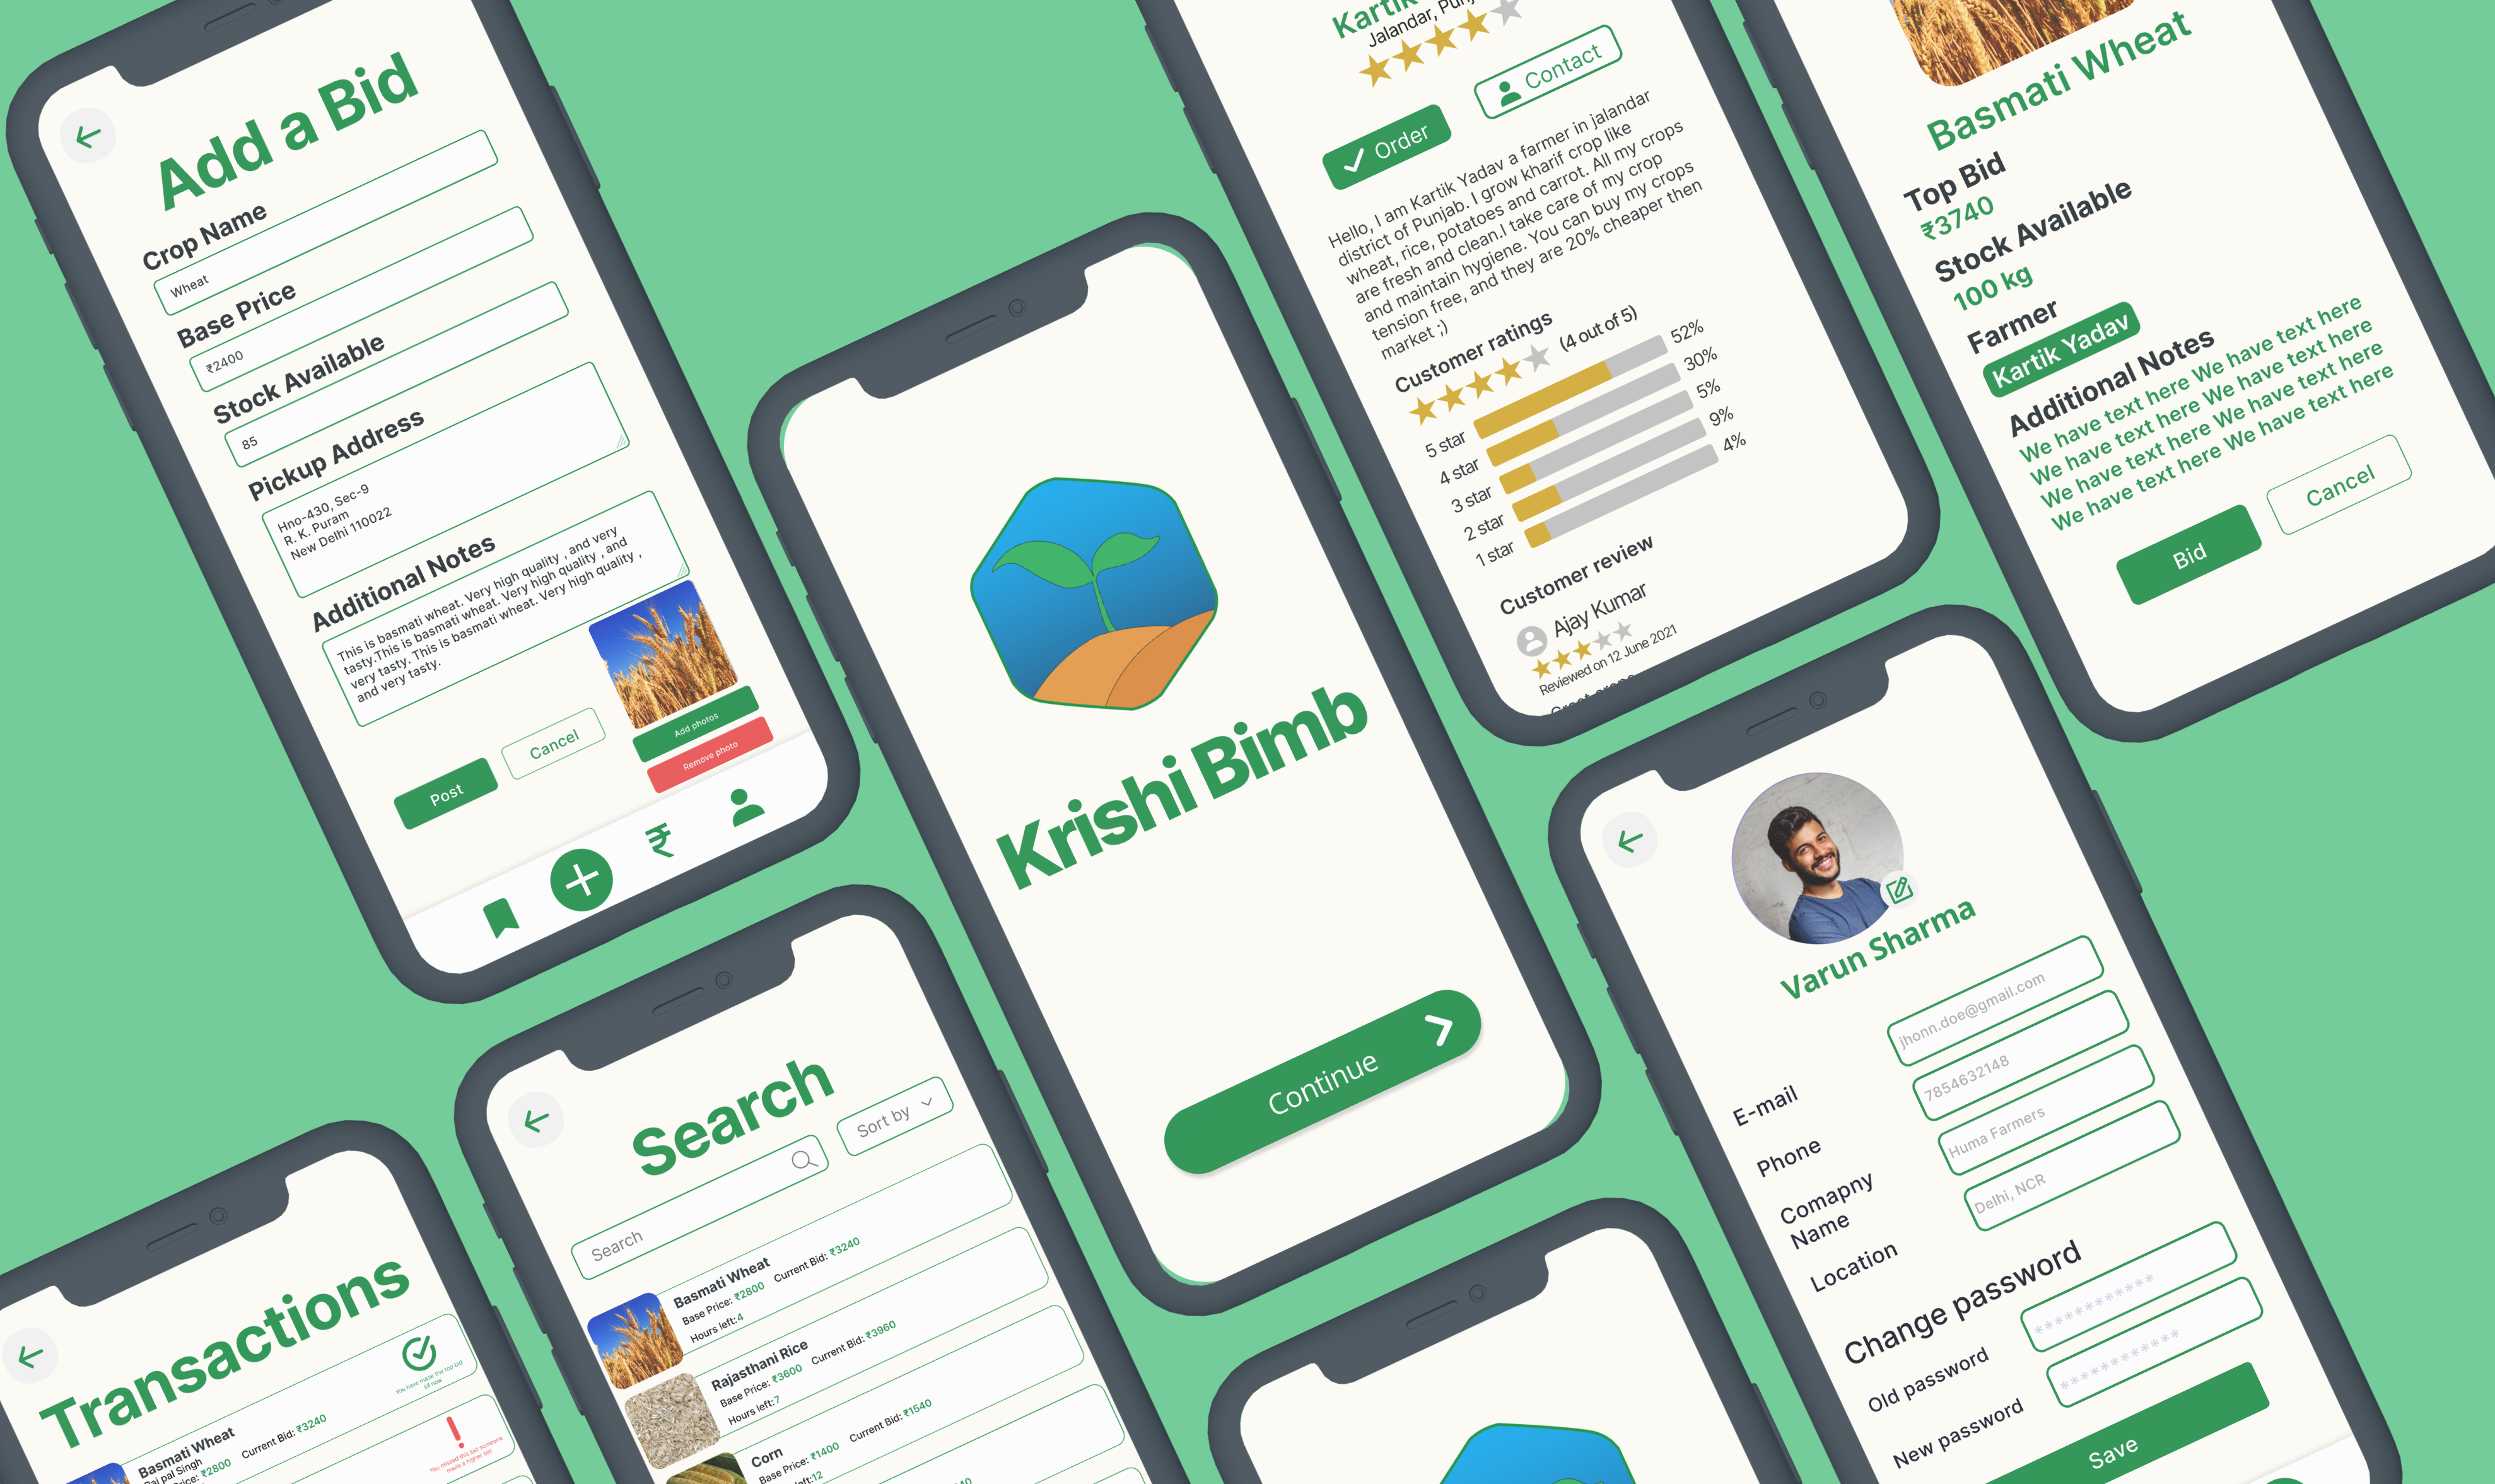 Add a Bid
Crop Name
Wheat
Base Price
₹2400
Stock Available
85
Pickup Address
Hno-430, Sec-9
R. K. Puram
New Delhi 110022
Additional Notes
This is basmati wheat. Very high quality , and very
tasty.This is basmati wheat. Very high quality , and
very tasty. This is basmati wheat. Very high quality ,
and very tasty.
Add photos
Remove photo
Post
Cancel
₹
Krishi Bimb
Continue
Jalandar,
Order
Contact
Hello, I am Kartik Yadav a farmer in jalandar
district of Punjab. I grow kharif crop like
wheat, rice, potatoes and carrot. All my crops
are fresh and clean.I take care of my crop
and maintain hygiene. You can buy my crops
tension free, and they are 20% cheaper then
market ;)
Customer ratings
(4 out of 5)
5 star 52%
4 star 30%
3 star 5%
2 star 9%
1 star 4%
Customer review
Ajay Kumar
Reviewed on 12 June 2021
Basmati Wheat
Top Bid
₹3740
Stock Available
100 kg
Farmer
Kartik Yadav
Additional Notes
We have text here We have text here
We have text here We have text here
We have text here We have text here
We have text here We have text here
Bid
Cancel
Transactions
You have made the top bid
till now
Basmati Wheat
Raj pal Singh
₹2800 Current Bid: ₹3240
You missed this bid someone
made a higher bid
Search
Search
Sort by
Basmati Wheat
Base Price: ₹2800 Current Bid: ₹3240
Hours left:4
Rajasthani Rice
Base Price: ₹3600 Current Bid: ₹3960
Hours left:7
Corn
Base Price: ₹1400 Current Bid: ₹1540
left:12
Varun Sharma
E-mail
jhonn.doe@gmail.com
Phone
7854632148
Comapny
Name
Huma Farmers
Location
Delhi, NCR
Change password
Old password
***********
New password
***********
Save